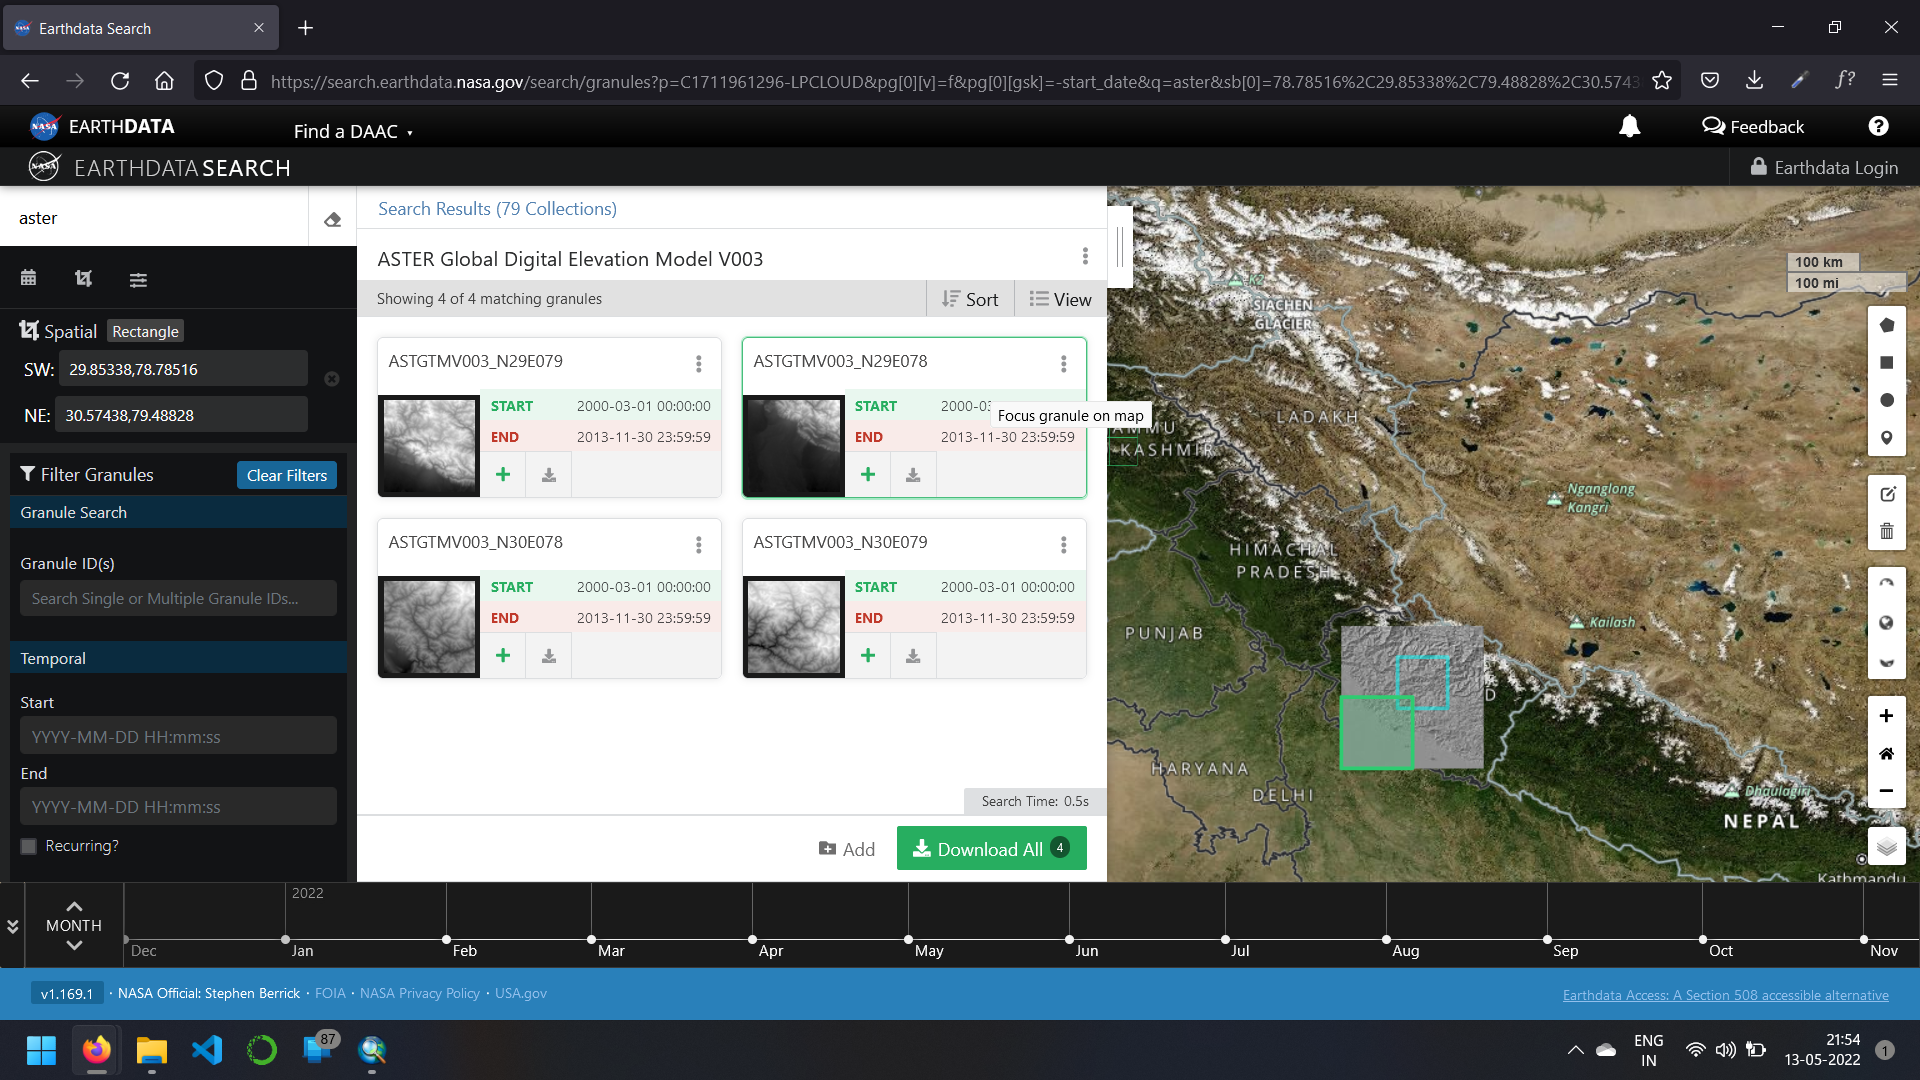 Earthdata Search
https://search.earthdata.nasa.gov/search/granules?p=C1711961296-LPCLOUD&pg[0][v]=f&pg[0][gsk]=-start_date&q=aster&sb[0]=78.78516%2C29.85338%2C79.48828%2C30.5743
f?
NASA EARTHDATA
Find a DAAC
Feedback
NASA EARTHDATA SEARCH
Earthdata Login
aster
Spatial Rectangle
SW: 29.85338,78.78516
NE: 30.57438,79.48828
Filter Granules Clear Filters
Granule Search
Granule ID(s)
Search Single or Multiple Granule IDs...
Temporal
Start
YYYY-MM-DD HH:mm:ss
End
YYYY-MM-DD HH:mm:ss
Recurring?
Search Results (79 Collections)
ASTER Global Digital Elevation Model V003
Showing 4 of 4 matching granules
Sort
View
ASTGTMV003_N29E079
START 2000-03-01 00:00:00
END 2013-11-30 23:59:59
ASTGTMV003_N29E078
START 2000-03
Focus granule on map
END 2013-11-30 23:59:59
ASTGTMV003_N30E078
START 2000-03-01 00:00:00
END 2013-11-30 23:59:59
ASTGTMV003_N30E079
START 2000-03-01 00:00:00
END 2013-11-30 23:59:59
Search Time: 0.5s
Add
Download All 4
100 km
100 mi
K2
SIACHEN
GLACIER
LADAKH
AMMU
KASHMIR
Nganglong
Kangri
HIMACHAL
PRADESH
Kailash
PUNJAB
D
HARYANA
DELHI
Dhaulagiri
NEPAL
Kathmandu
MONTH
2022
Dec Jan Feb Mar Apr May Jun Jul Aug Sep Oct Nov
v1.169.1 · NASA Official: Stephen Berrick · FOIA · NASA Privacy Policy · USA.gov
Earthdata Access: A Section 508 accessible alternative
87
ENG
IN
21:54
13-05-2022
1